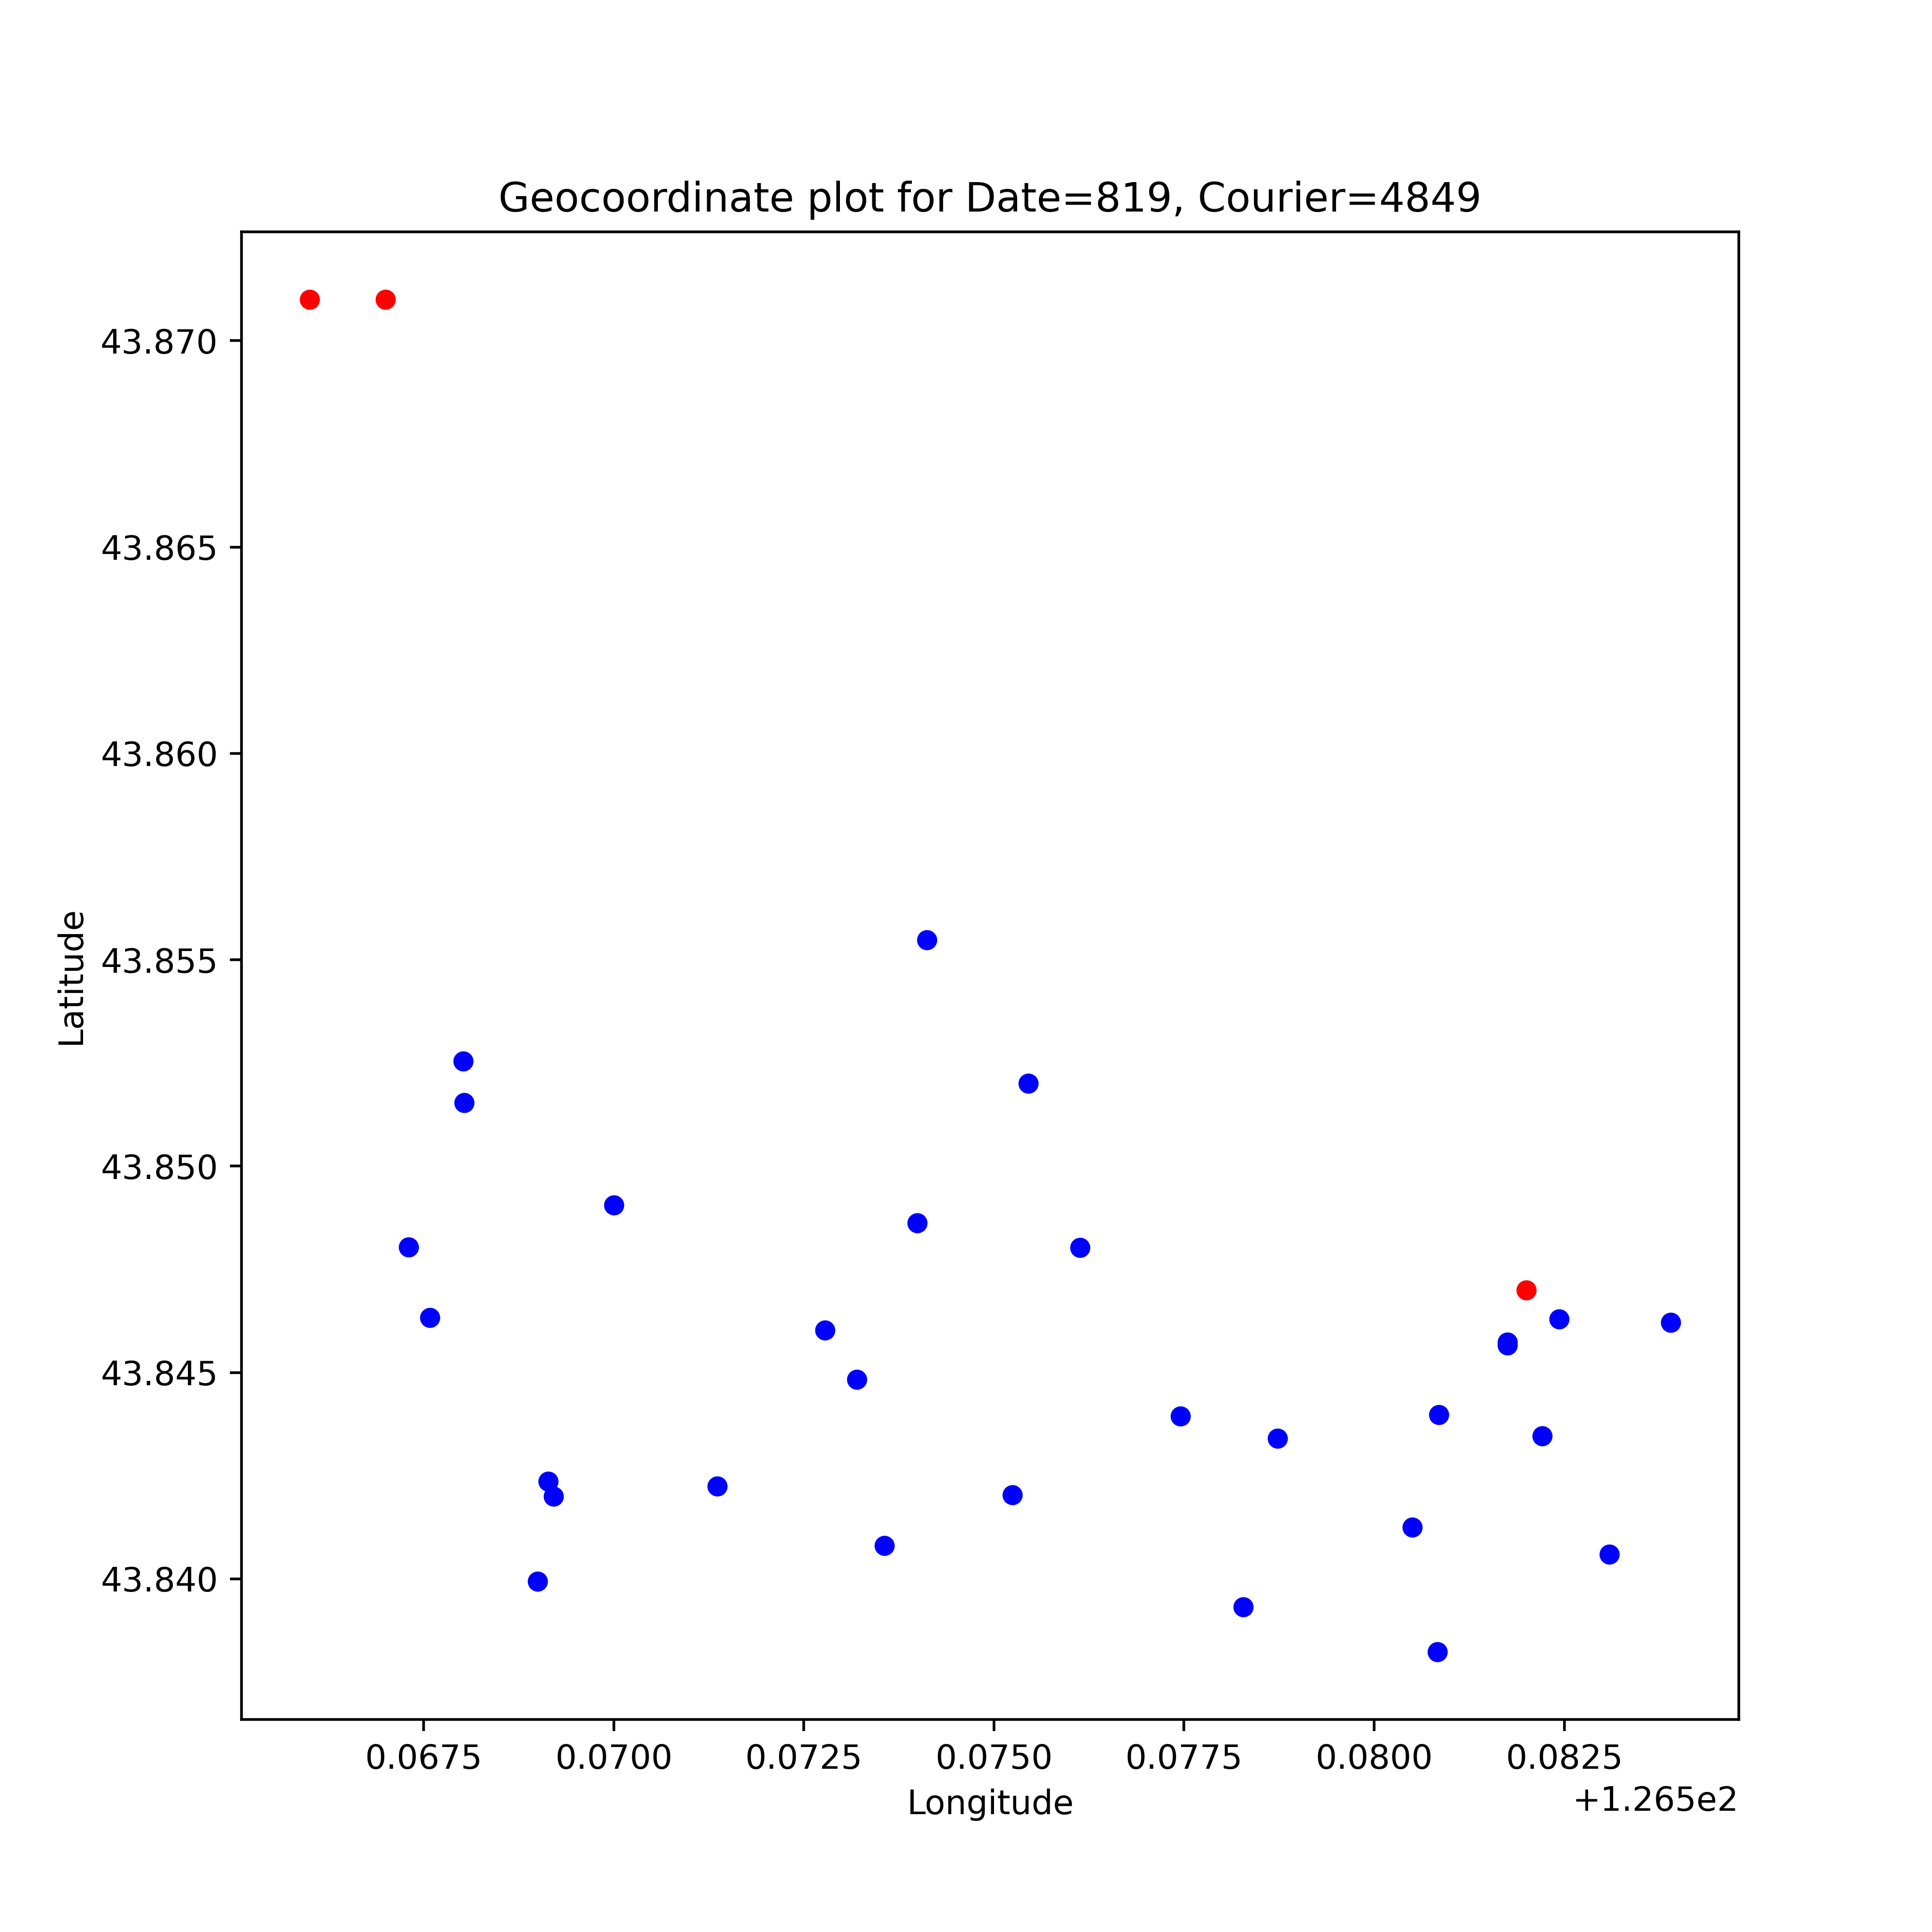 Geocoordinate plot for Date=819, Courier=4849
43.870
43.865
43.860
43.855
43.850
43.845
43.840
Latitude
0.0675 0.0700 0.0725 0.0750 0.0775 0.0800 0.0825
+1.265e2
Longitude